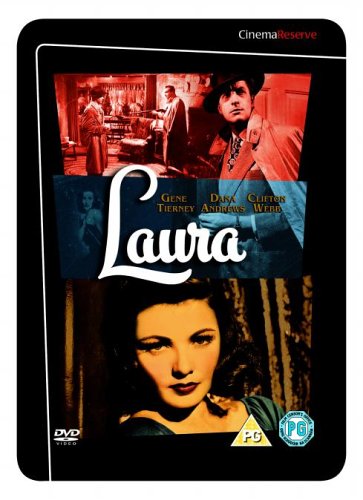 CinemaReserve
GENE DANA CLIFTON
TIERNEY ANDREWS WEBB
Laura
DVD
VIDEO
PG
PG